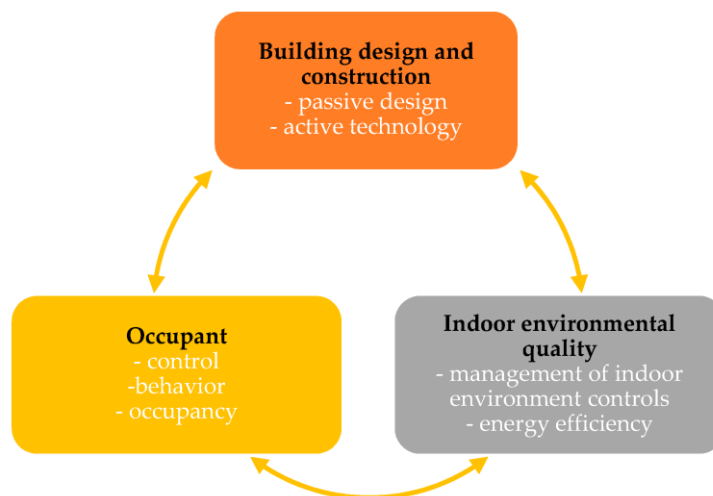 Building design and
construction
- passive design
- active technology
Occupant
- control
-behavior
- occupancy
Indoor environmental
quality
- management of indoor
environment controls
- energy efficiency